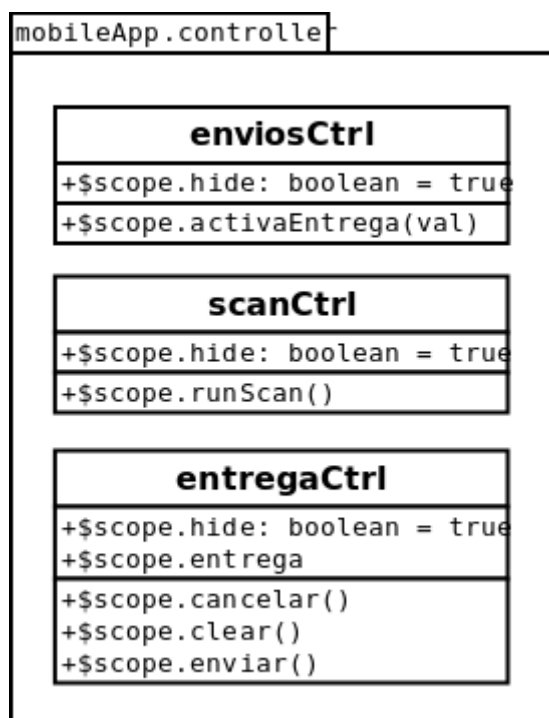 mobileApp.controller
enviosCtrl
+$scope.hide: boolean = true
+$scope.activaEntrega(val)
scanCtrl
+$scope.hide: boolean = true
+$scope.runScan()
entregaCtrl
+$scope.hide: boolean = true
+$scope.entrega
+$scope.cancelar()
+$scope.clear()
+$scope.enviar()